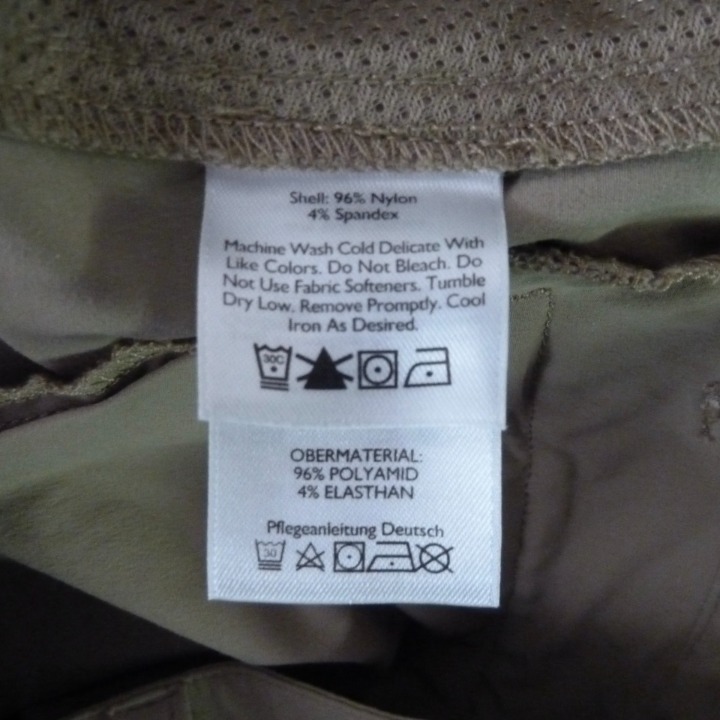 Shell: 96% Nylon
4% Spandex
Machine Wash Cold Delicate With
Like Colors. Do Not Bleach. Do
Not Use Fabric Softeners. Tumble
Dry Low. Remove Promptly. Cool
Iron As Desired.
30C
OBERMATERIAL:
96% POLYAMID
4% ELASTHAN
Pflegeanleitung Deutsch
30